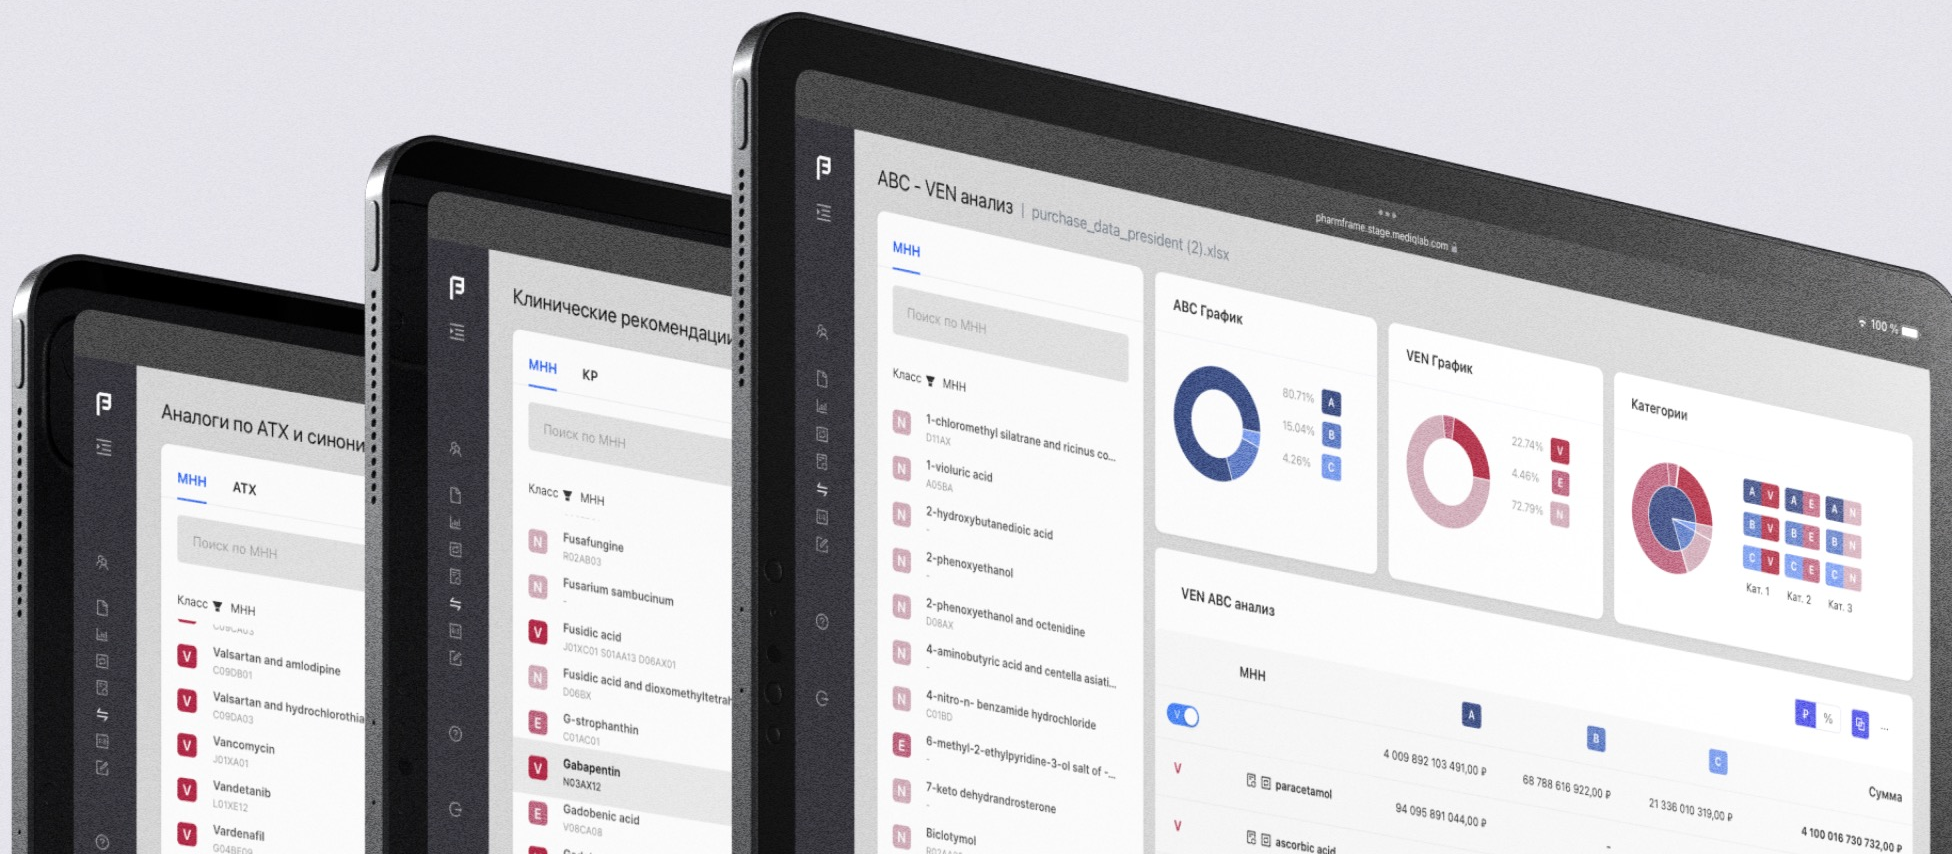 Аналоги по АТХ и синони
МНН
АТХ
Поиск по МНН
Класс
МНН
Valsartan and amlodipine
C09DB01
Valsartan and hydrochlorothia
C09DA03
Vancomycin
J01XA01
Vandetanib
L01XE12
Vardenafil
G04BE09
V
V
V
V
V
Клинические рекомендации
МНН
КР
Поиск по МНН
Класс
МНН
N
Fusafungine
R02AB03
N
Fusarium sambucinum
-
V
Fusidic acid
J01XC01 S01AA13 D06AX01
N
Fusidic acid and dioxomethyltetrah
D06BX
E
G-strophanthin
C01AC01
V
Gabapentin
N03AX12
E
Gadobenic acid
V08CA08
pharmframe.stage.mediqlab.com
100 %
ABC - VEN анализ | purchase_data_president (2).xlsx
МНН
Поиск по МНН
Класс
МНН
N
1-chloromethyl silatrane and ricinus co...
D11AX
N
1-violuric acid
A05BA
N
2-hydroxybutanedioic acid
-
N
2-phenoxyethanol
-
N
2-phenoxyethanol and octenidine
D08AX
N
4-aminobutyric acid and centella asiati...
-
N
4-nitro-n- benzamide hydrochloride
C01BD
E
6-methyl-2-ethylpyridine-3-ol salt of -...
-
N
7-keto dehydrandrosterone
-
N
Biclotymol
ABC График
80.71% A
15.04% B
4.26% C
VEN График
22.74% V
4.46% E
72.79% N
Категории
A V A E A N
B V B E B N
C V C E C N
Кат. 1 Кат. 2 Кат. 3
VEN ABC анализ
₽ % ...
МНН
A
B
C
Сумма
V
4 009 892 103 491,00 ₽
68 788 616 922,00 ₽
21 336 010 319,00 ₽
4 100 016 730 732,00 ₽
V
paracetamol
94 095 891 044,00 ₽
-
V
ascorbic acid